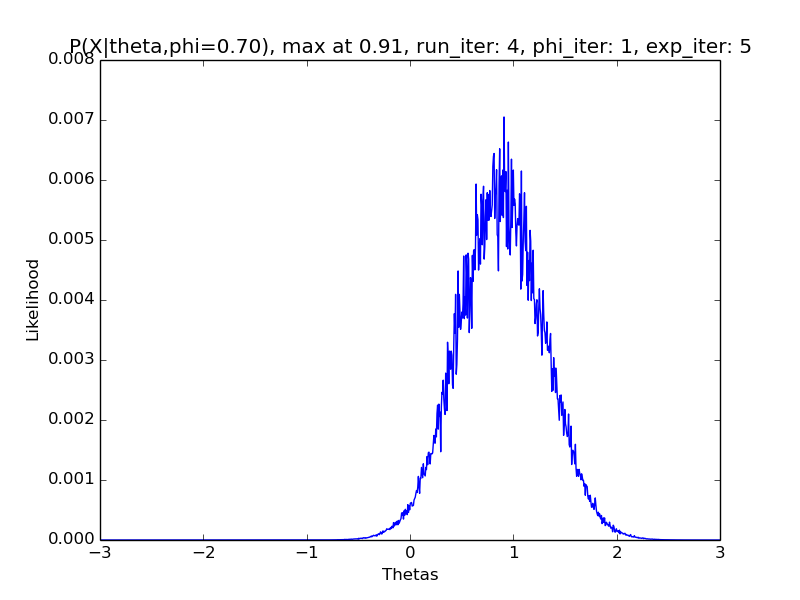 P(X|theta,phi=0.70), max at 0.91, run_iter: 4, phi_iter: 1, exp_iter: 5
0.008
0.007
0.006
0.005
0.004
0.003
0.002
0.001
0.000
Likelihood
−3 −2 −1 0 1 2 3
Thetas